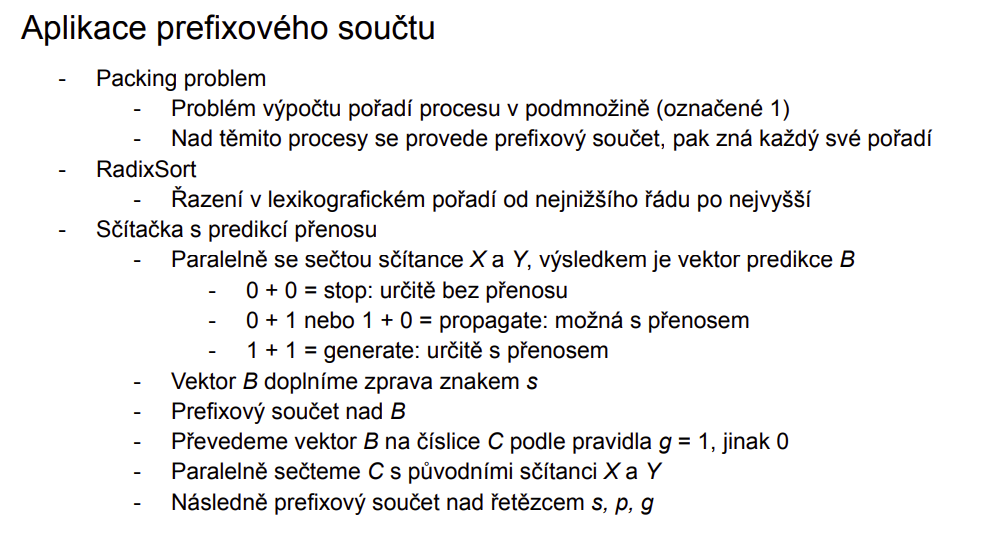 Aplikace prefixového součtu
- Packing problem
- Problém výpočtu pořadí procesu v podmnožině (označené 1)
- Nad těmito procesy se provede prefixový součet, pak zná každý své pořadí
- RadixSort
- Řazení v lexikografickém pořadí od nejnižšího řádu po nejvyšší
- Sčítačka s predikcí přenosu
- Paralelně se sečtou sčítance X a Y, výsledkem je vektor predikce B
- 0 + 0 = stop: určitě bez přenosu
- 0 + 1 nebo 1 + 0 = propagate: možná s přenosem
- 1 + 1 = generate: určitě s přenosem
- Vektor B doplníme zprava znakem s
- Prefixový součet nad B
- Převedeme vektor B na číslice C podle pravidla g = 1, jinak 0
- Paralelně sečteme C s původními sčítanci X a Y
- Následně prefixový součet nad řetězcem s, p, g